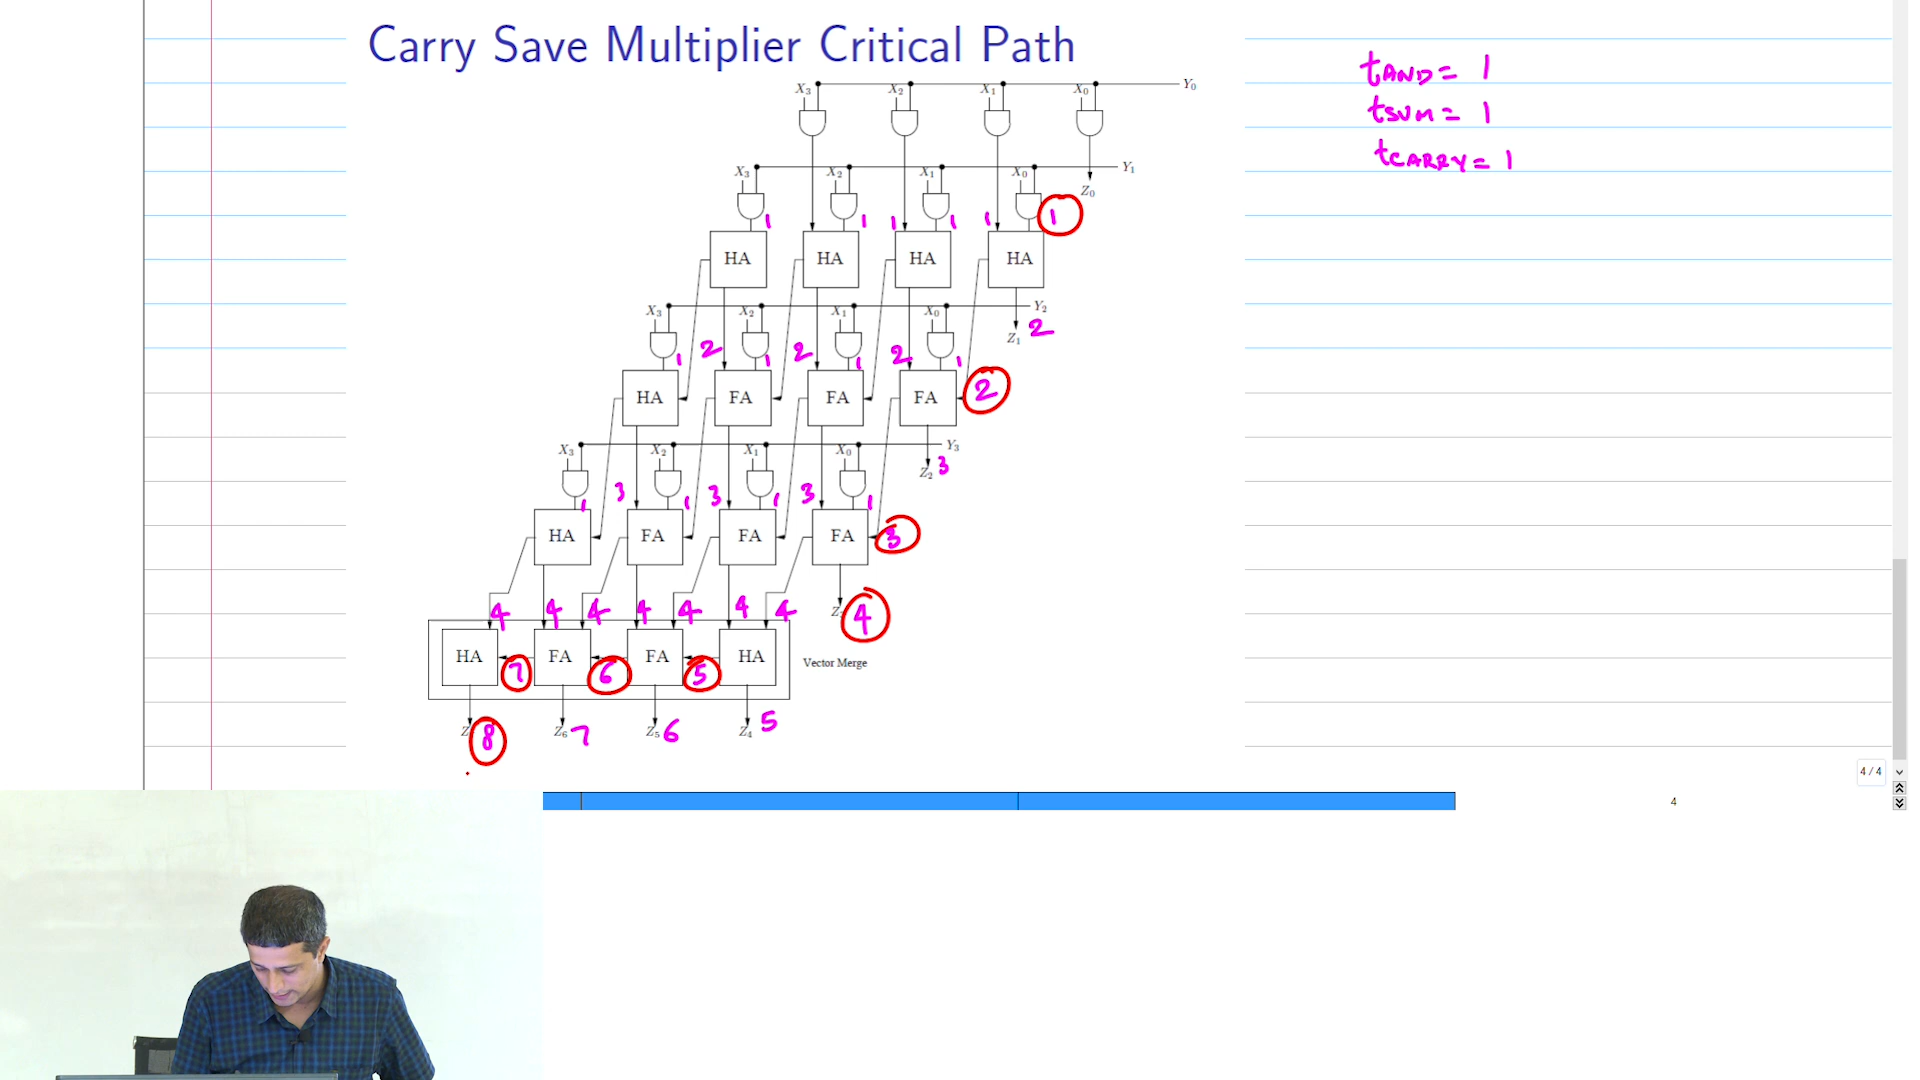 Carry Save Multiplier Critical Path
tAND = 1
tSUM = 1
tCARRY = 1
X3 X2 X1 X0 Y0
X3 X2 X1 X0 Y1
Z0
1 1 1 1 1 1 1
HA HA HA HA
X3 X2 X1 X0 Y2
Z1 2
1 2 1 2 1 2 1
HA FA FA FA 2
X3 X2 X1 X0 Y3
Z2 3
1 3 1 3 1 3 1
HA FA FA FA 3
4 4 4 4 4 4 4 Z 4
HA 7 FA 6 FA 5 HA Vector Merge
Z 8 Z6 7 Z5 6 Z4 5
4 / 4
4